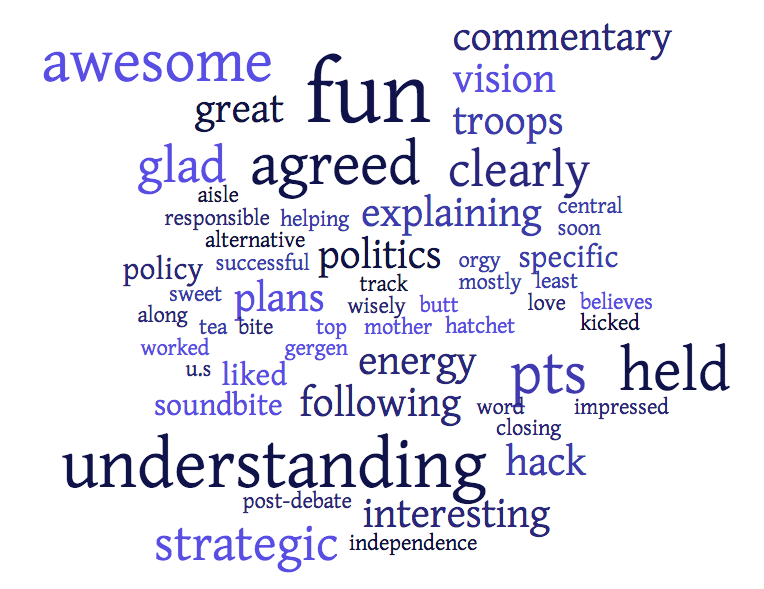 commentary
awesome
fun
vision
great
troops
glad
agreed
clearly
aisle
responsible helping explaining central
soon
alternative
policy successful politics orgy specific
track mostly least
sweet plans wisely butt love believes
along tea bite top mother hatchet kicked
worked gergen
u.s liked energy pts held
soundbite following word impressed
closing
understanding hack
post-debate interesting
strategic independence